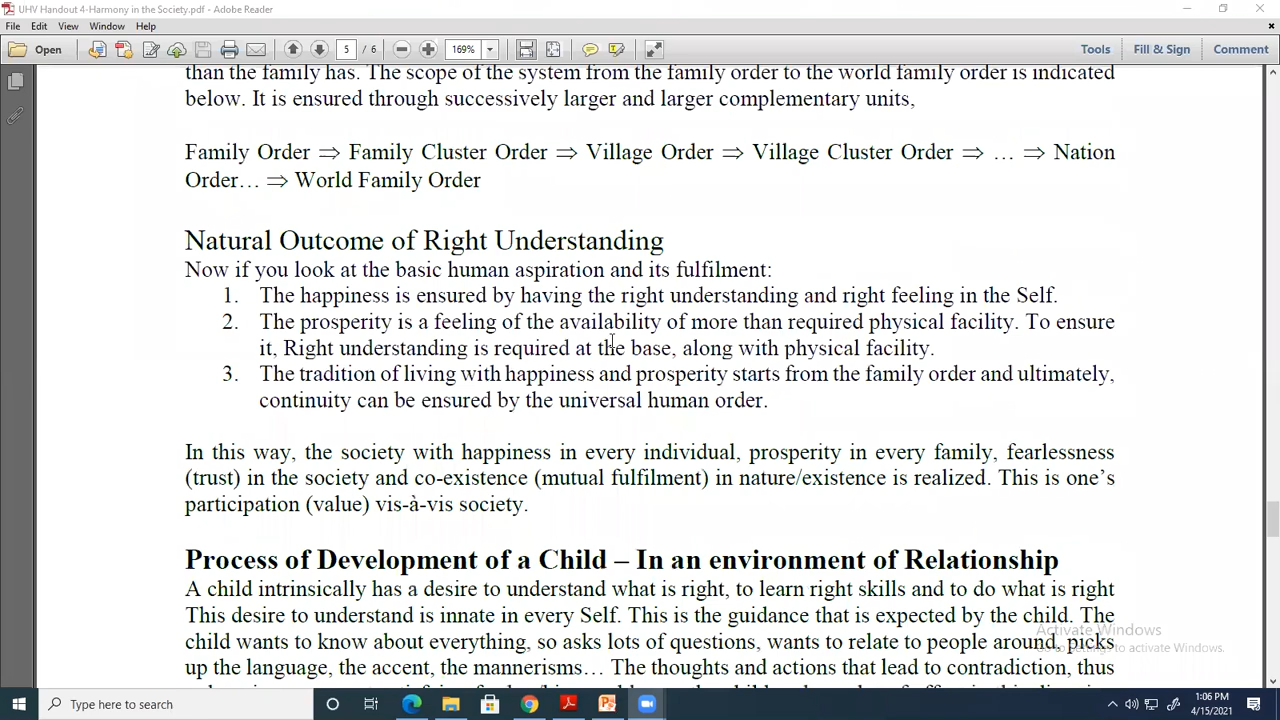 UHV Handout 4-Harmony in the Society.pdf - Adobe Reader
File Edit View Window Help
Open 5 / 6 169% Tools Fill & Sign Comment
than the family has. The scope of the system from the family order to the world family order is indicated
below. It is ensured through successively larger and larger complementary units,
Family Order ⇒ Family Cluster Order ⇒ Village Order ⇒ Village Cluster Order ⇒ … ⇒ Nation
Order… ⇒ World Family Order
Natural Outcome of Right Understanding
Now if you look at the basic human aspiration and its fulfilment:
1. The happiness is ensured by having the right understanding and right feeling in the Self.
2. The prosperity is a feeling of the availability of more than required physical facility. To ensure
it, Right understanding is required at the base, along with physical facility.
3. The tradition of living with happiness and prosperity starts from the family order and ultimately,
continuity can be ensured by the universal human order.
In this way, the society with happiness in every individual, prosperity in every family, fearlessness
(trust) in the society and co-existence (mutual fulfilment) in nature/existence is realized. This is one's
participation (value) vis-à-vis society.
Process of Development of a Child – In an environment of Relationship
A child intrinsically has a desire to understand what is right, to learn right skills and to do what is right
This desire to understand is innate in every Self. This is the guidance that is expected by the child. The
child wants to know about everything, so asks lots of questions, wants to relate to people around, picks
up the language, the accent, the mannerisms… The thoughts and actions that lead to contradiction, thus
Activate Windows
Go to Settings to activate Windows.
Type here to search
1:06 PM
4/15/2021